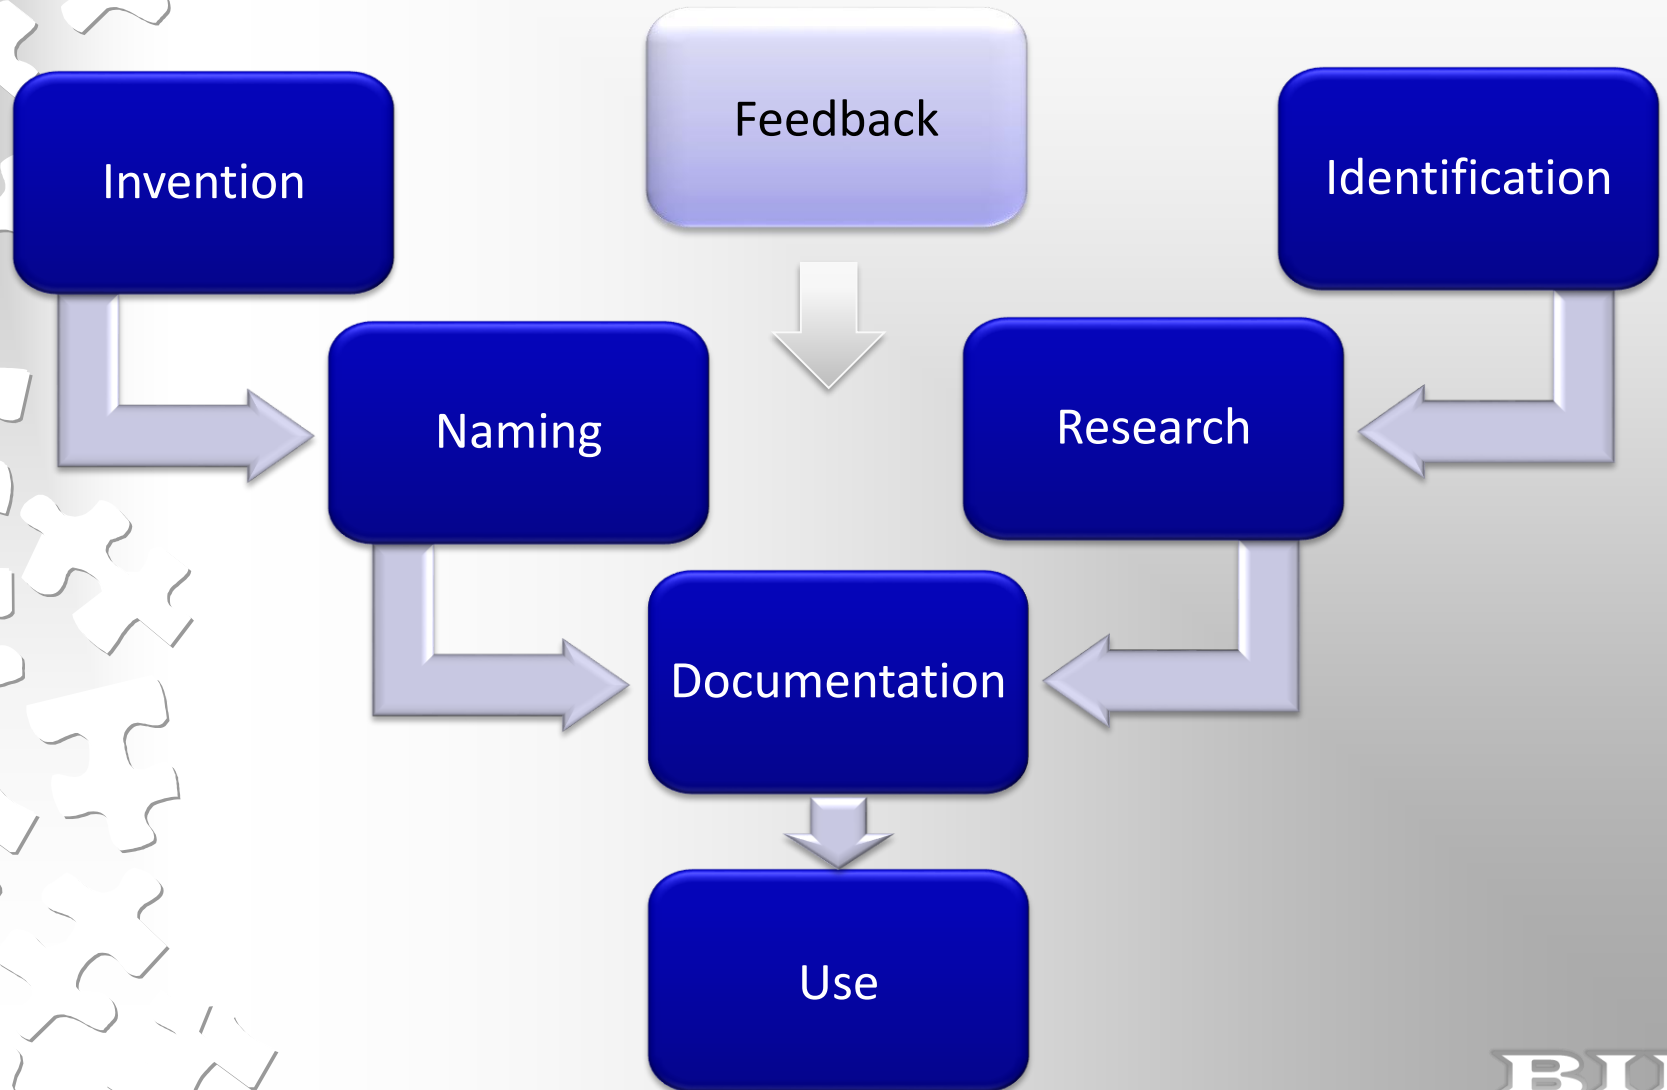 Feedback
Invention
Identification
Naming
Research
Documentation
Use